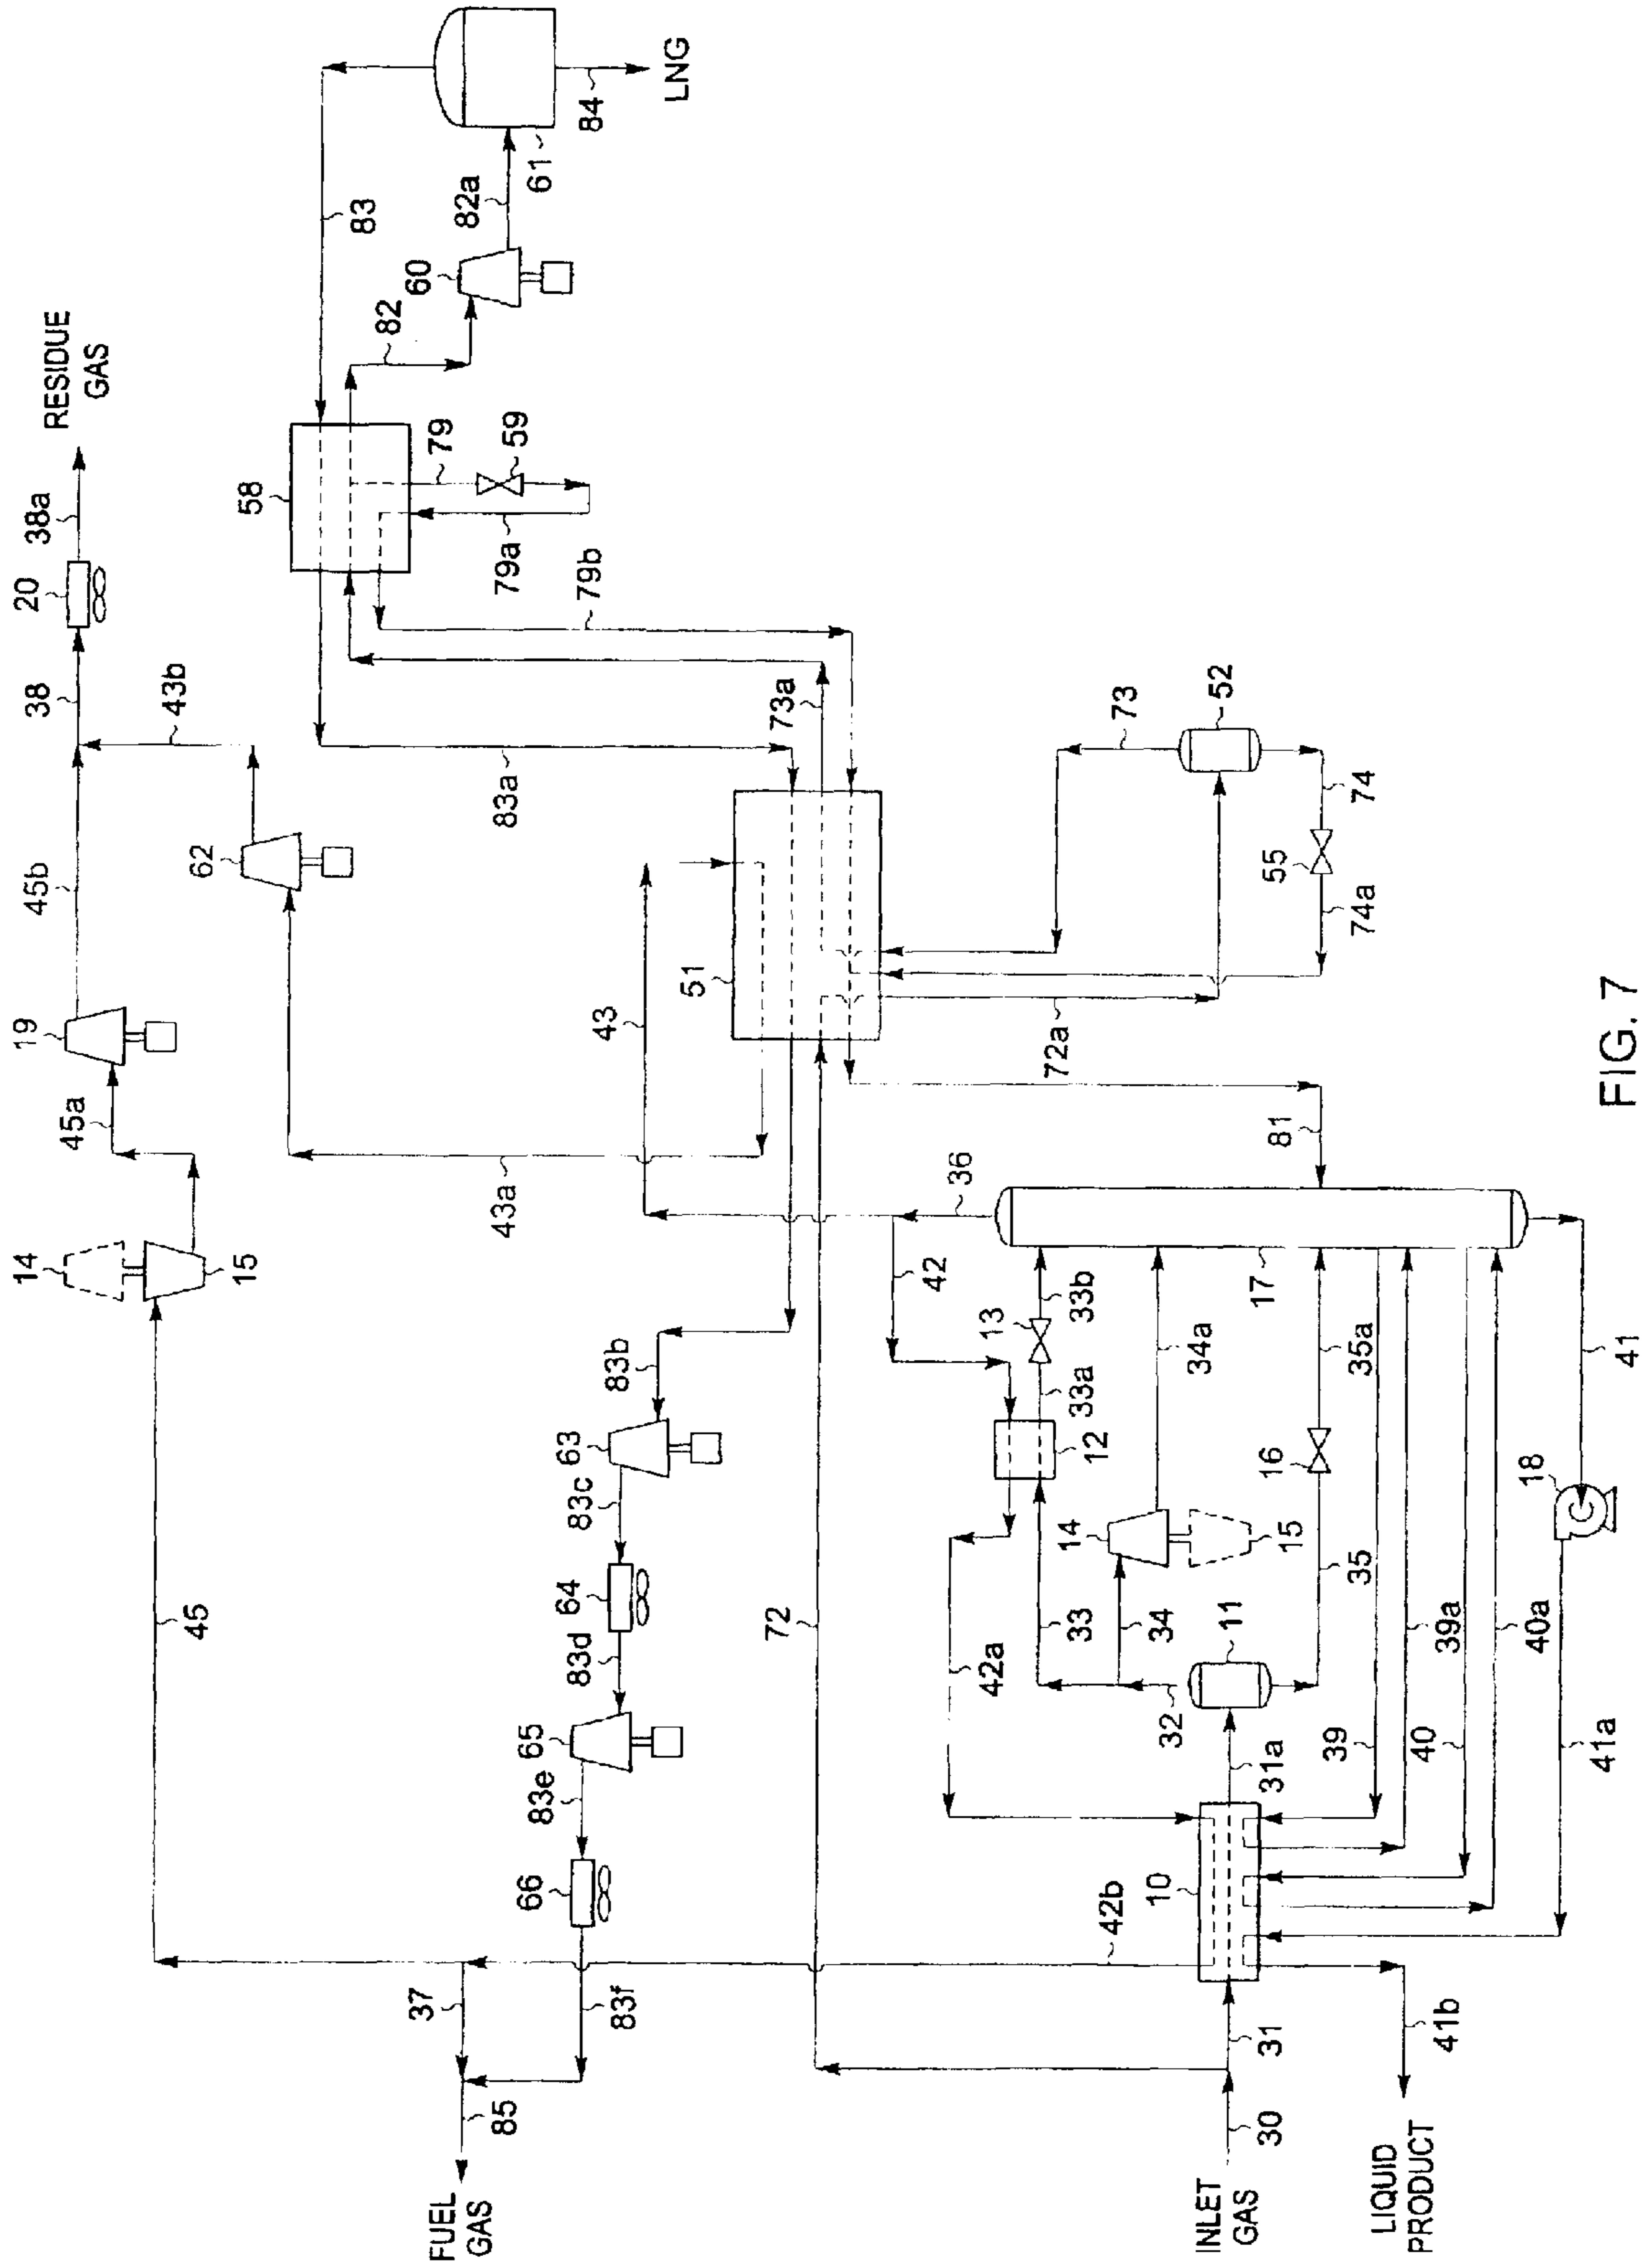 14
19
20
45b
38
38a
RESIDUE
GAS
45a
45
43b
62
15
58
83
82
60
37
FUEL
GAS
79
82a
85
43a
83a
79a
59
66
83e
65
61
83d
64
83c
63
79b
84
83f
83b
43
LNG
51
72
73a
42
36
42a
13
72a
33
33a
33b
14
12
73
42b
10
32
34
34a
52
INLET
GAS
30
31
31a
11
15
16
17
81
55
39
35
35a
74
74a
LIQUID
PRODUCT
41b
39a
40
40a
18
41a
41
FIG. 7